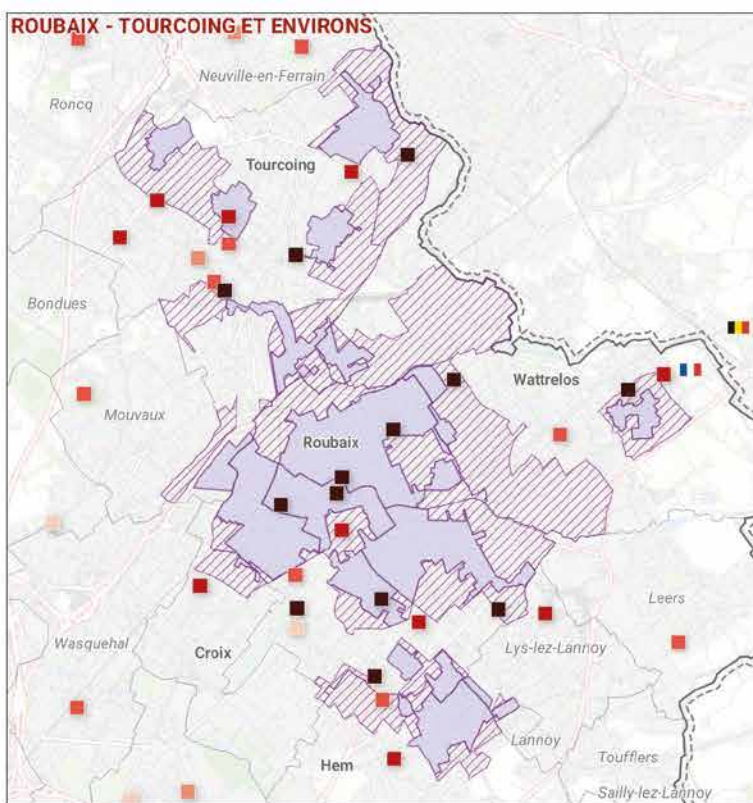 ROUBAIX - TOURCOING ET ENVIRONS
Neuville-en-Ferrain
Roncq
Tourcoing
Bondues
Wattrelos
Mouvaux
Roubaix
Leers
Wasquehal
Croix
Lys-lez-Lannoy
Lannoy
Toufflers
Hem
Sailly-lez-Lannoy